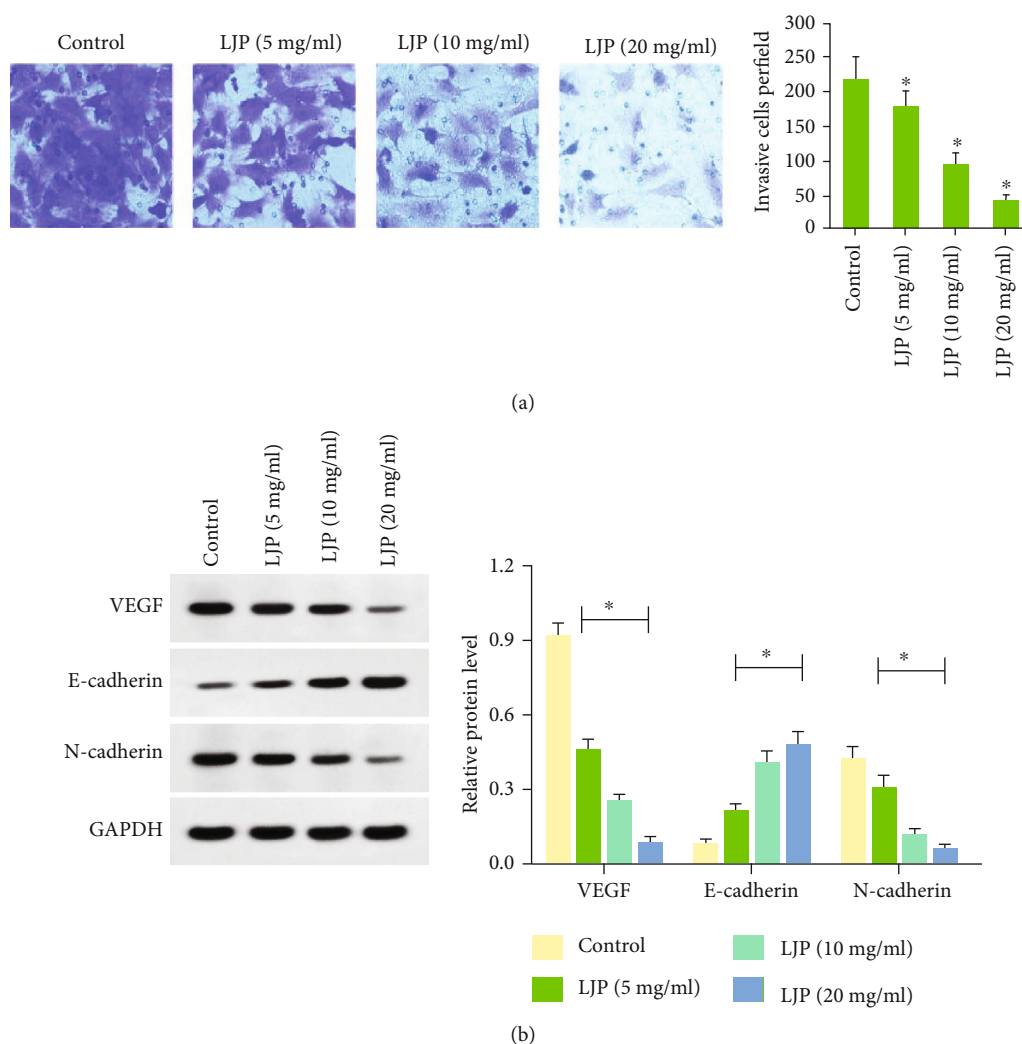 Control
LJP (5 mg/ml)
LJP (10 mg/ml)
LJP (20 mg/ml)
Invasive cells perfield
300
250
200
150
100
50
0
*
*
*
Control
LJP (5 mg/ml)
LJP (10 mg/ml)
LJP (20 mg/ml)
(a)
Control
LJP (5 mg/ml)
LJP (10 mg/ml)
LJP (20 mg/ml)
VEGF
E-cadherin
N-cadherin
GAPDH
Relative protein level
1.2
0.9
0.6
0.3
0.0
*
*
*
VEGF
E-cadherin
N-cadherin
Control
LJP (5 mg/ml)
LJP (10 mg/ml)
LJP (20 mg/ml)
(b)